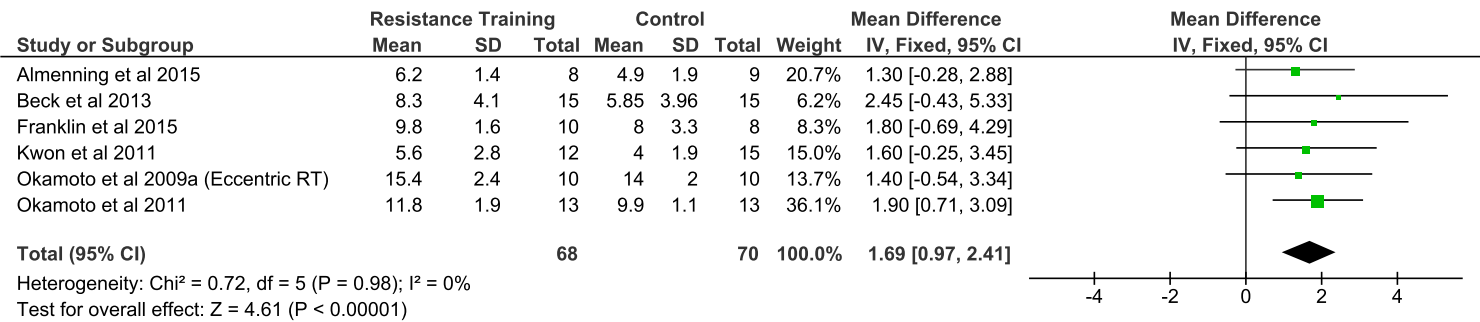 Resistance Training Control Mean Difference Mean Difference
Study or Subgroup Mean SD Total Mean SD Total Weight IV, Fixed, 95% CI IV, Fixed, 95% CI
Almenning et al 2015 6.2 1.4 8 4.9 1.9 9 20.7% 1.30 [-0.28, 2.88]
Beck et al 2013 8.3 4.1 15 5.85 3.96 15 6.2% 2.45 [-0.43, 5.33]
Franklin et al 2015 9.8 1.6 10 8 3.3 8 8.3% 1.80 [-0.69, 4.29]
Kwon et al 2011 5.6 2.8 12 4 1.9 15 15.0% 1.60 [-0.25, 3.45]
Okamoto et al 2009a (Eccentric RT) 15.4 2.4 10 14 2 10 13.7% 1.40 [-0.54, 3.34]
Okamoto et al 2011 11.8 1.9 13 9.9 1.1 13 36.1% 1.90 [0.71, 3.09]
Total (95% CI) 68 70 100.0% 1.69 [0.97, 2.41]
Heterogeneity: Chi² = 0.72, df = 5 (P = 0.98); I² = 0%
-4 -2 0 2 4
Test for overall effect: Z = 4.61 (P < 0.00001)